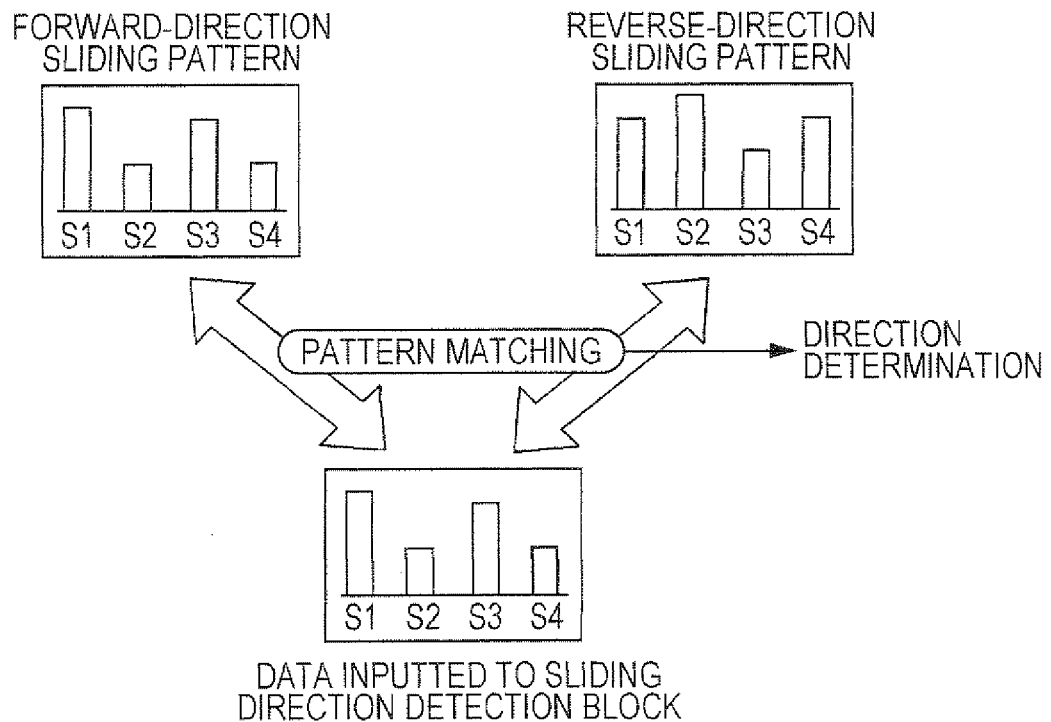 FORWARD-DIRECTION
SLIDING PATTERN
S1 S2 S3 S4
REVERSE-DIRECTION
SLIDING PATTERN
S1 S2 S3 S4
PATTERN MATCHING
DIRECTION
DETERMINATION
S1 S2 S3 S4
DATA INPUTTED TO SLIDING
DIRECTION DETECTION BLOCK